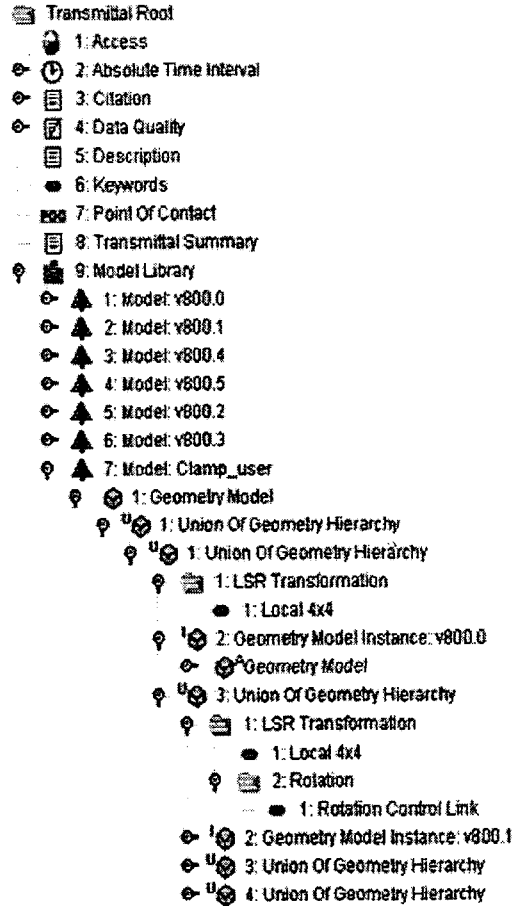 Transmittal Root
1: Access
2: Absolute Time Interval
3: Citation
4: Data Quality
5: Description
6: Keywords
POC 7: Point Of Contact
8: Transmittal Summary
9: Model Library
1: Model: v800.0
2: Model: v800.1
3: Model: v800.4
4: Model: v800.5
5: Model: v800.2
6: Model: v800.3
7: Model: Clamp_user
1: Geometry Model
U 1: Union Of Geometry Hierarchy
U 1: Union Of Geometry Hierarchy
1: LSR Transformation
1: Local 4x4
I 2: Geometry Model Instance: v800.0
A Geometry Model
U 3: Union Of Geometry Hierarchy
1: LSR Transformation
1: Local 4x4
2: Rotation
1: Rotation Control Link
I 2: Geometry Model Instance: v800.1
U 3: Union Of Geometry Hierarchy
U 4: Union Of Geometry Hierarchy